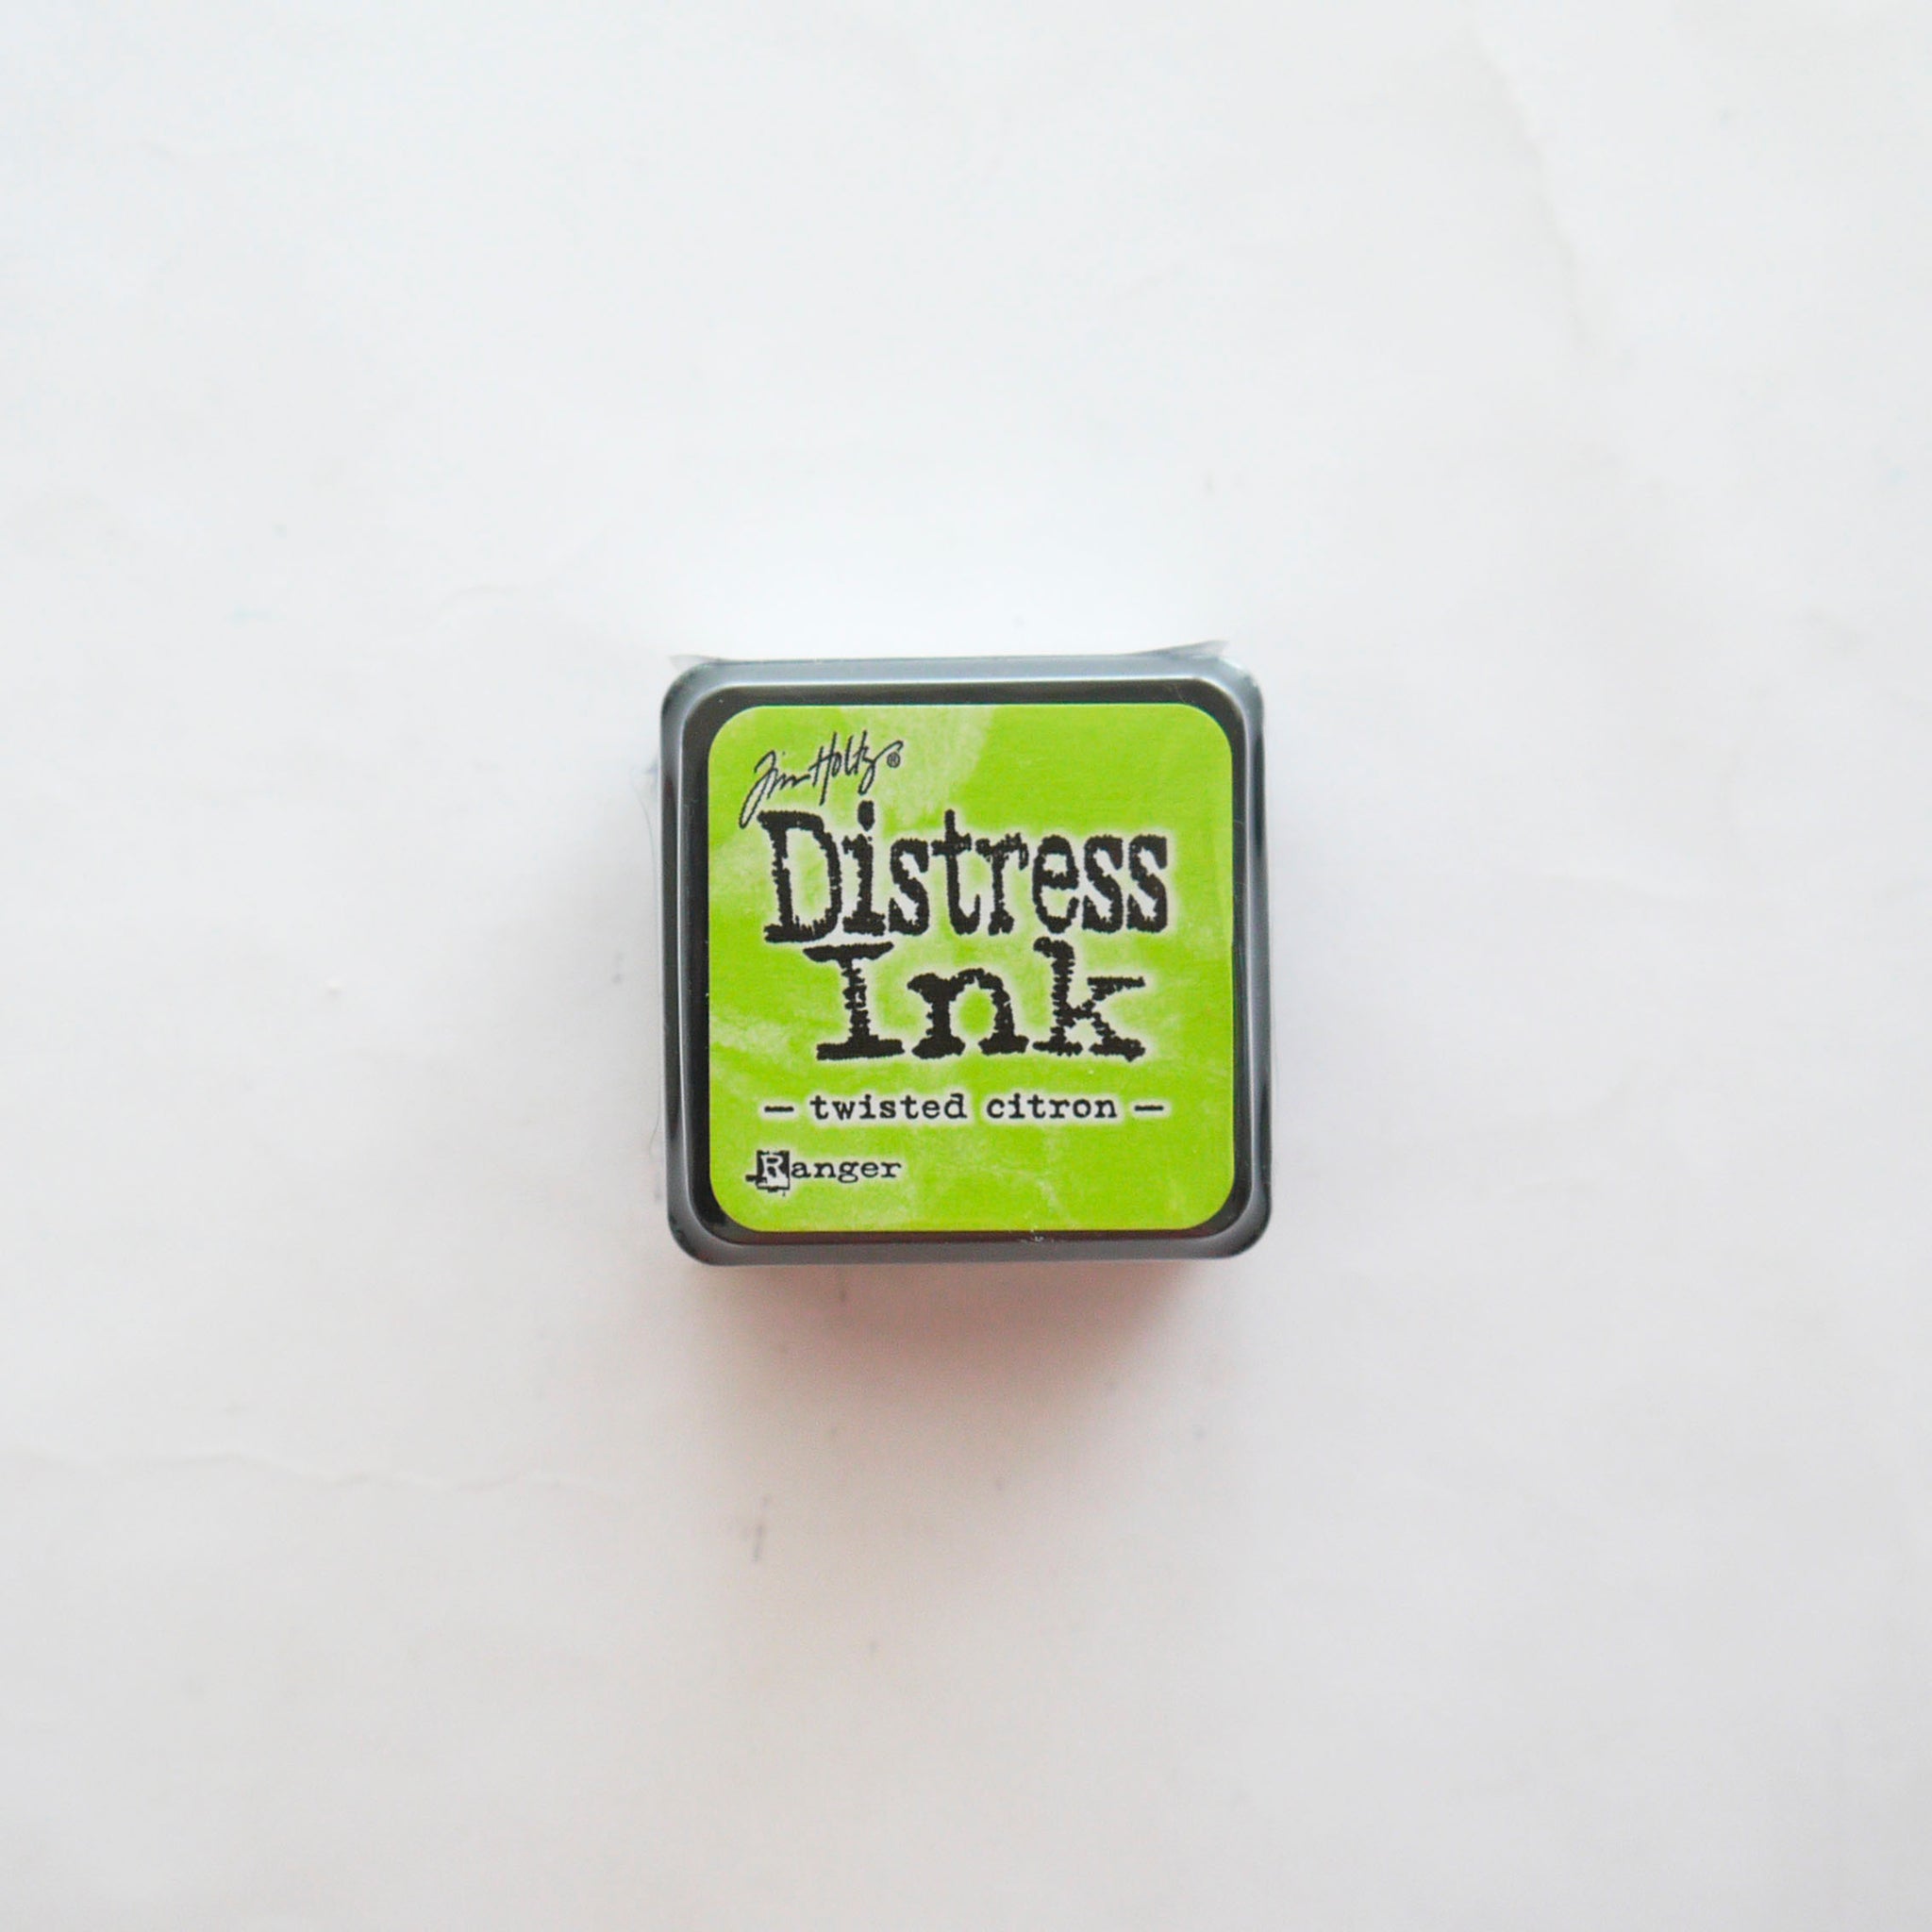 Tim Holtz®
Distress
Ink
— twisted citron —
Ranger